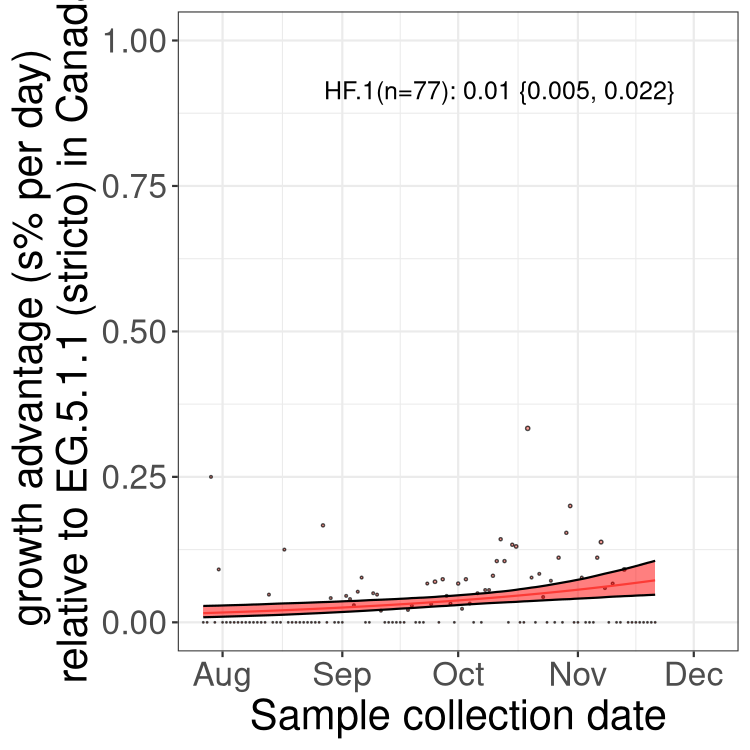 growth advantage (s% per day)
relative to EG.5.1.1 (stricto) in Canad
1.00
0.75
0.50
0.25
0.00
HF.1(n=77): 0.01 {0.005, 0.022}
Aug Sep Oct Nov Dec
Sample collection date